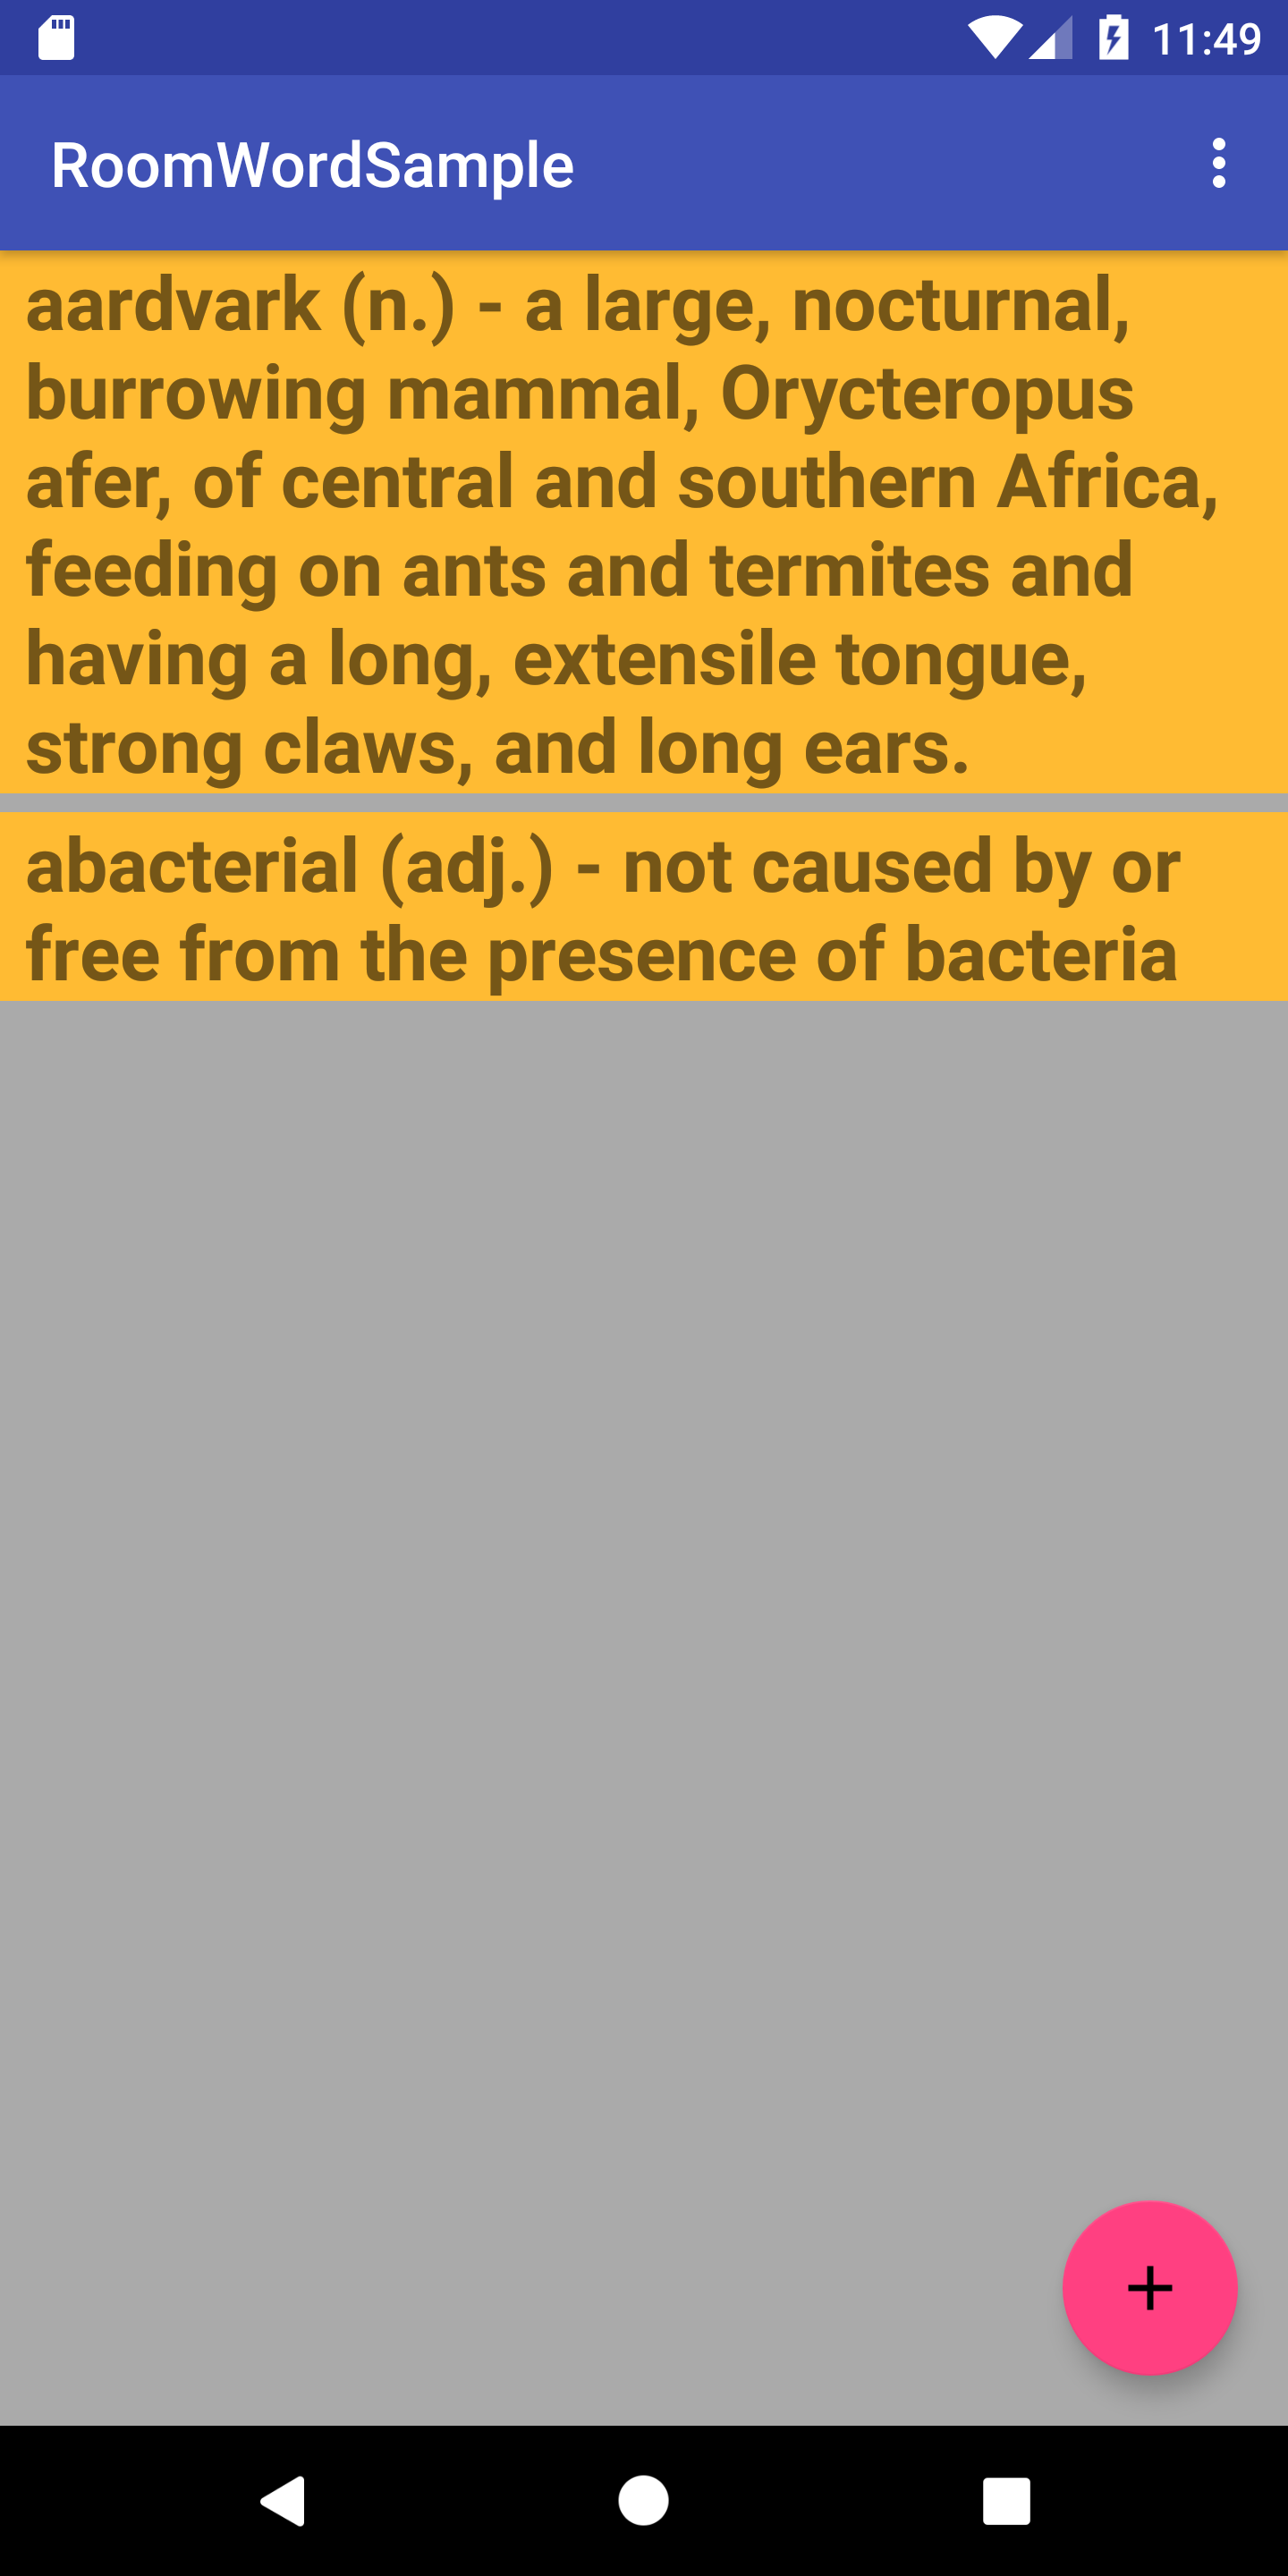 11:49
RoomWordSample
aardvark (n.) - a large, nocturnal,
burrowing mammal, Orycteropus
afer, of central and southern Africa,
feeding on ants and termites and
having a long, extensile tongue,
strong claws, and long ears.
abacterial (adj.) - not caused by or
free from the presence of bacteria